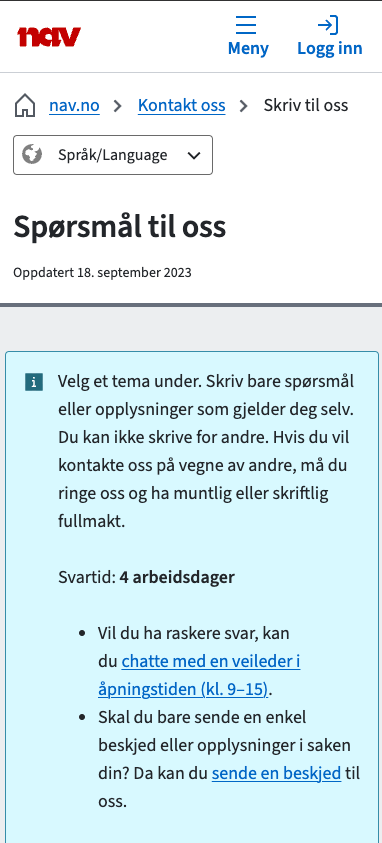 nav
Meny
Logg inn
nav.no
Kontakt oss
Skriv til oss
Språk/Language
Spørsmål til oss
Oppdatert 18. september 2023
Velg et tema under. Skriv bare spørsmål
eller opplysninger som gjelder deg selv.
Du kan ikke skrive for andre. Hvis du vil
kontakte oss på vegne av andre, må du
ringe oss og ha muntlig eller skriftlig
fullmakt.
Svartid: 4 arbeidsdager
• Vil du ha raskere svar, kan
du chatte med en veileder i
åpningstiden (kl. 9–15).
• Skal du bare sende en enkel
beskjed eller opplysninger i saken
din? Da kan du sende en beskjed til
oss.